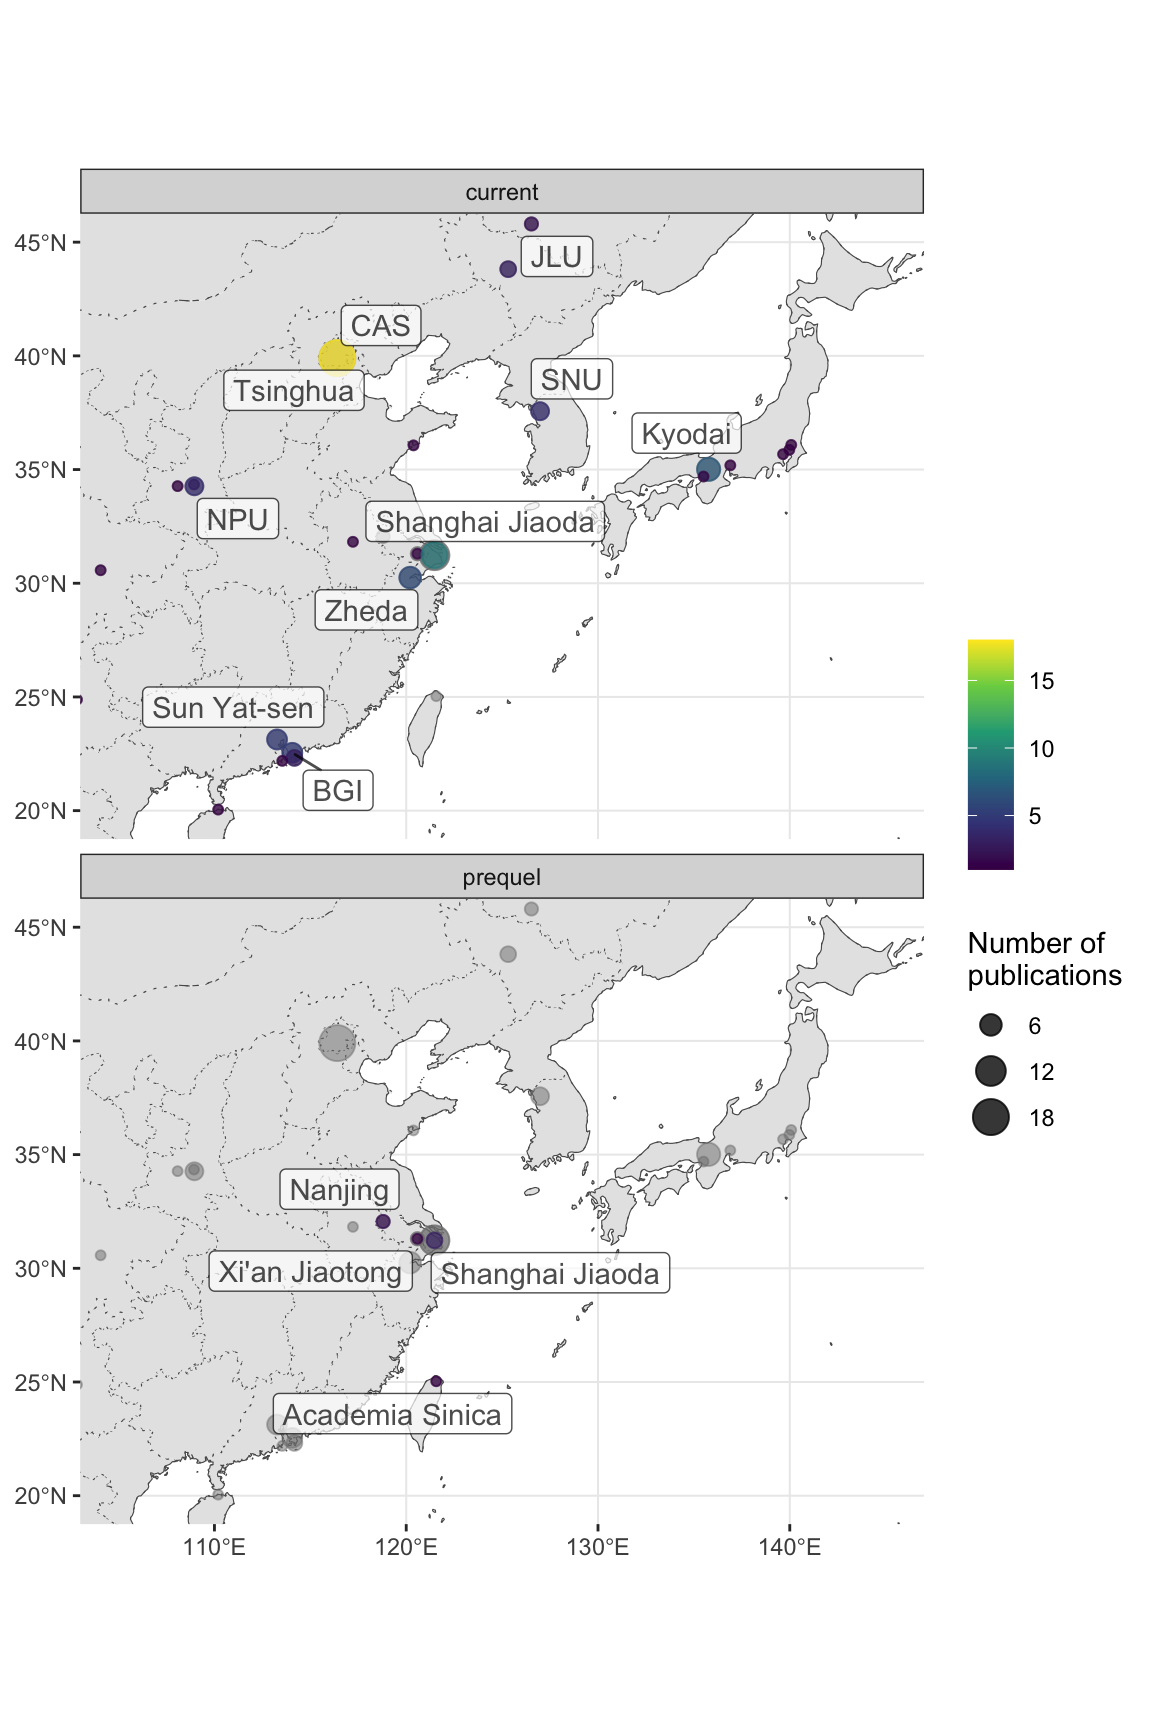 current
45°N
40°N
35°N
30°N
25°N
20°N
JLU
CAS
Tsinghua
SNU
Kyodai
NPU
Shanghai Jiaoda
Zheda
Sun Yat-sen
BGI
15
10
5
Number of
publications
6
12
18
prequel
45°N
40°N
35°N
30°N
25°N
20°N
Nanjing
Xi'an Jiaotong
Shanghai Jiaoda
Academia Sinica
110°E
120°E
130°E
140°E